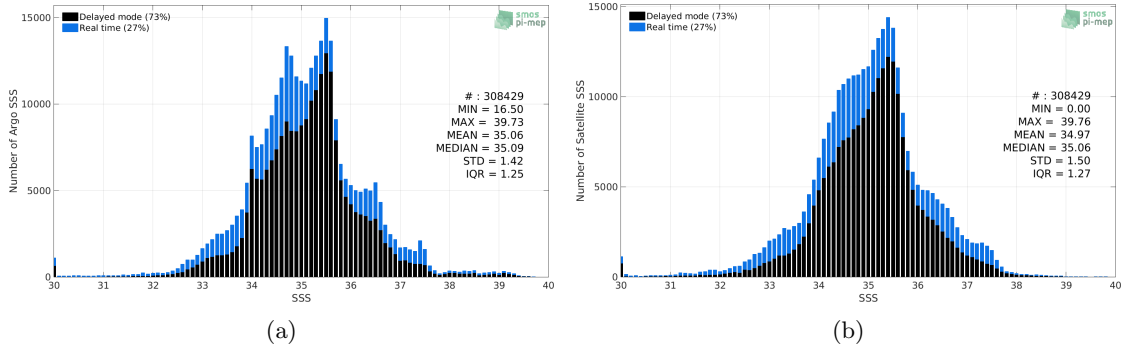 Delayed mode (73%)
Real time (27%)
smos
pi-mep
15000
10000
5000
0
Number of Argo SSS
# : 308429
MIN = 16.50
MAX = 39.73
MEAN = 35.06
MEDIAN = 35.09
STD = 1.42
IQR = 1.25
30 31 32 33 34 35 36 37 38 39 40
SSS
(a)
Delayed mode (73%)
Real time (27%)
smos
pi-mep
15000
10000
5000
0
Number of Satellite SSS
# : 308429
MIN = 0.00
MAX = 39.76
MEAN = 34.97
MEDIAN = 35.06
STD = 1.50
IQR = 1.27
30 31 32 33 34 35 36 37 38 39 40
SSS
(b)